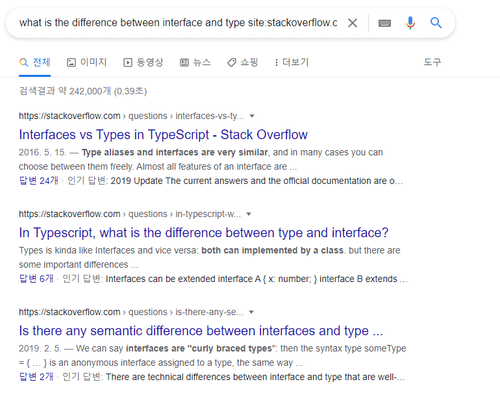 what is the difference between interface and type site:stackoverflow.c
전체 이미지 동영상 뉴스 쇼핑 더보기 도구
검색결과 약 242,000개 (0.39초)
https://stackoverflow.com › questions › interfaces-vs-ty...
Interfaces vs Types in TypeScript - Stack Overflow
2016. 5. 15. — Type aliases and interfaces are very similar, and in many cases you can
choose between them freely. Almost all features of an interface are ...
답변 24개 · 인기 답변: 2019 Update The current answers and the official documentation are o...
https://stackoverflow.com › questions › in-typescript-w...
In Typescript, what is the difference between type and interface?
Types is kinda like Interfaces and vice versa: both can implemented by a class. but there are
some important differences ...
답변 6개 · 인기 답변: Interfaces can be extended interface A { x: number; } interface B extends ...
https://stackoverflow.com › questions › is-there-any-se...
Is there any semantic difference between interfaces and type ...
2019. 2. 5. — We can say interfaces are "curly braced types": then the syntax type someType
= { ... } is an anonymous interface assigned to a type, the same way ...
답변 2개 · 인기 답변: There are technical differences between interface and type that are well-...